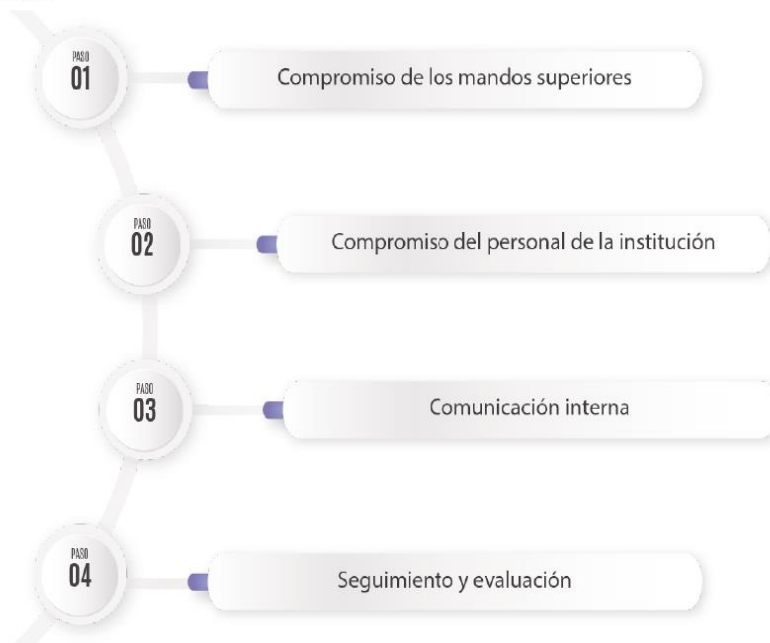 PASO
01
Compromiso de los mandos superiores
PASO
02
Compromiso del personal de la institución
PASO
03
Comunicación interna
PASO
04
Seguimiento y evaluación